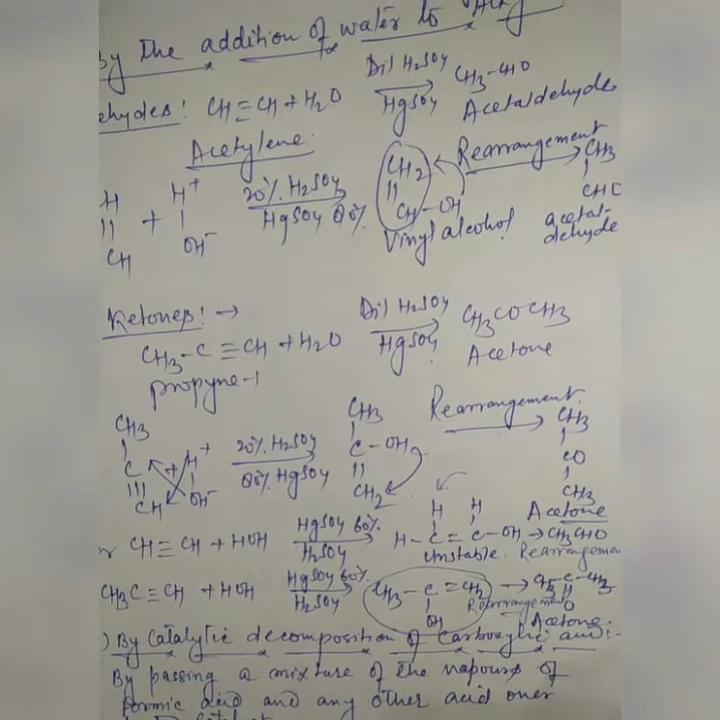 By The addition of water to Alky
ehydes: CH≡CH + H2O Dil H2SO4 HgSO4 CH3-CHO
Acetylene Acetaldehyde
H H+ 20% H2SO4 CH2 Rearrangement CH3
|| + | HgSO4 60% || |
CH OH- CH-OH CHO
Vinyl alcohol acetal-
dehyde
Ketones: →
CH3-C≡CH + H2O Dil H2SO4 HgSO4 CH3COCH3
propyne-1 Acetone
CH3 CH3 Rearrangement CH3
| | |
C + H+ 20% H2SO4 C-OH CO
||| | 60% HgSO4 || |
CH OH- CH2 CH3
H H Acetone
CH≡CH + HOH HgSO4 60% H2SO4 H-C=C-OH → CH3CHO
Unstable. Rearrangeme
CH3C≡CH + HOH HgSO4 60% H2SO4 CH3-C=CH2 → CH3-C-CH3
OH Rearrangement O
Acetone
) By Catalytic decomposition of Carboxylic acid:-
By passing a mixture of the vapours of
formic acid and any other acid over